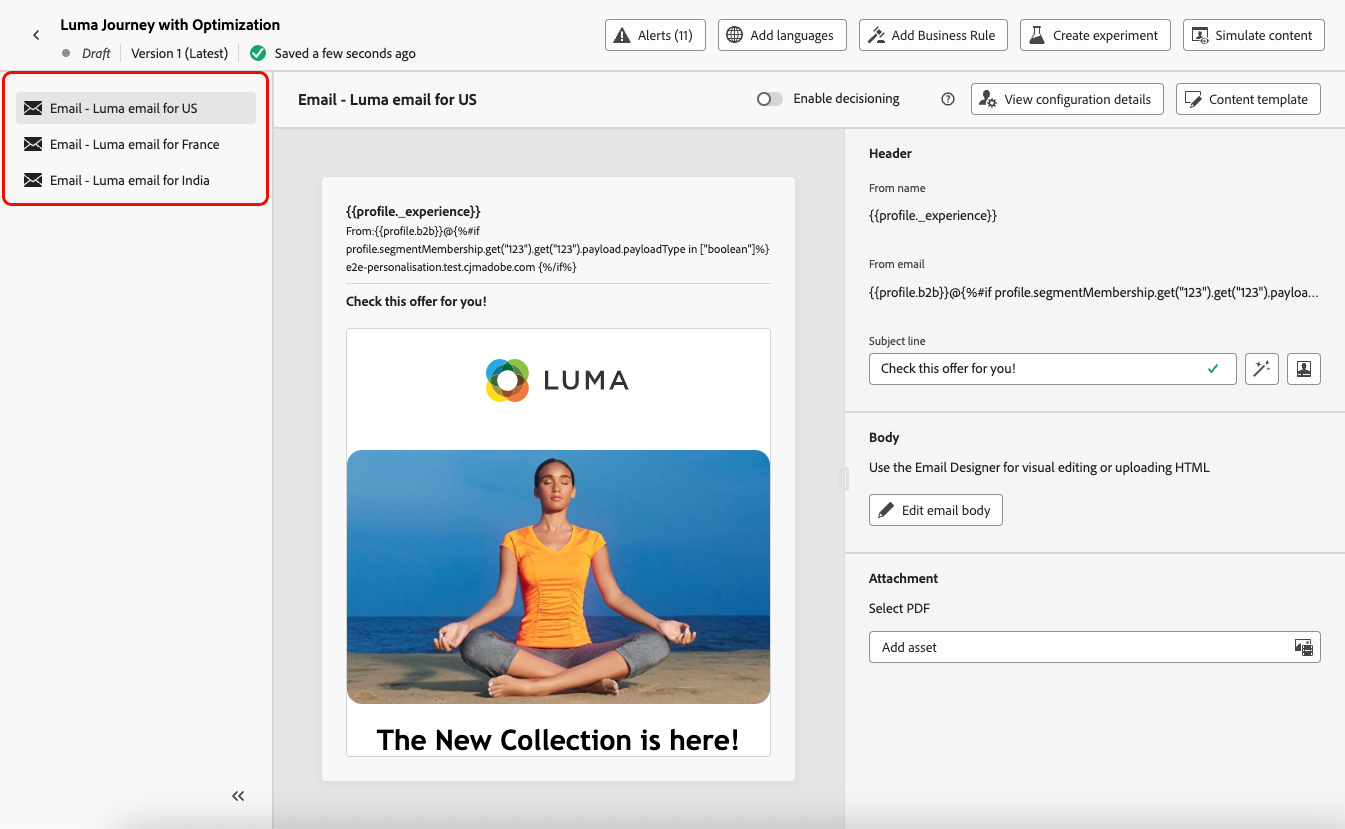 Luma Journey with Optimization
Draft
Version 1 (Latest)
Saved a few seconds ago
Alerts (11)
Add languages
Add Business Rule
Create experiment
Simulate content
Email - Luma email for US
Email - Luma email for France
Email - Luma email for India
Email - Luma email for US
Enable decisioning
View configuration details
Content template
{{profile._experience}}
From:{{profile.b2b}}@{%#if
profile.segmentMembership.get("123").get("123").payload.payloadType in ["boolean"]%}
e2e-personalisation.test.cjmadobe.com {%/if%}
Check this offer for you!
LUMA
The New Collection is here!
Header
From name
{{profile._experience}}
From email
{{profile.b2b}}@{%#if profile.segmentMembership.get("123").get("123").payloa...
Subject line
Check this offer for you!
Body
Use the Email Designer for visual editing or uploading HTML
Edit email body
Attachment
Select PDF
Add asset